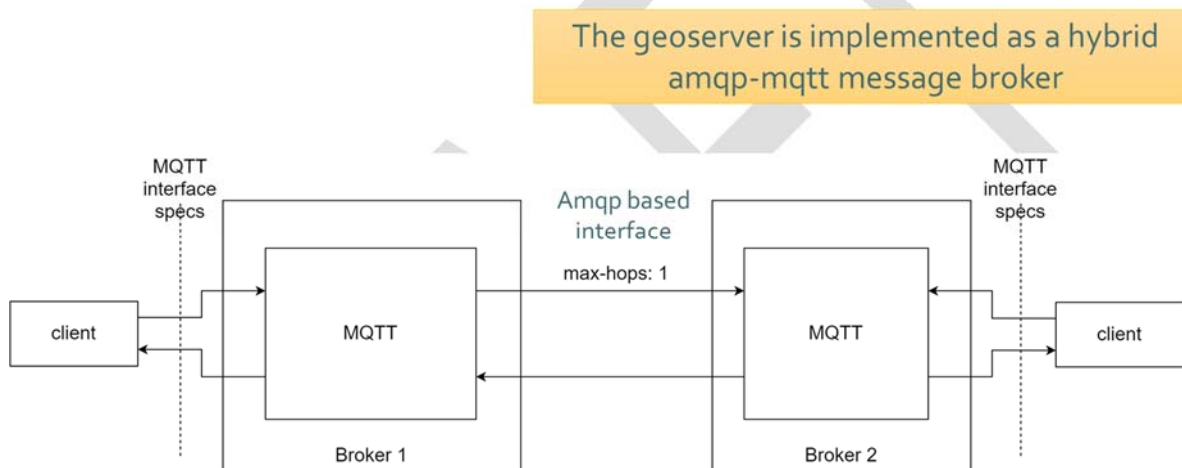 The geoserver is implemented as a hybrid
amqp-mqtt message broker
MQTT
interface
specs
Amqp based
interface
max-hops: 1
MQTT
interface
specs
client
MQTT
MQTT
client
Broker 1
Broker 2